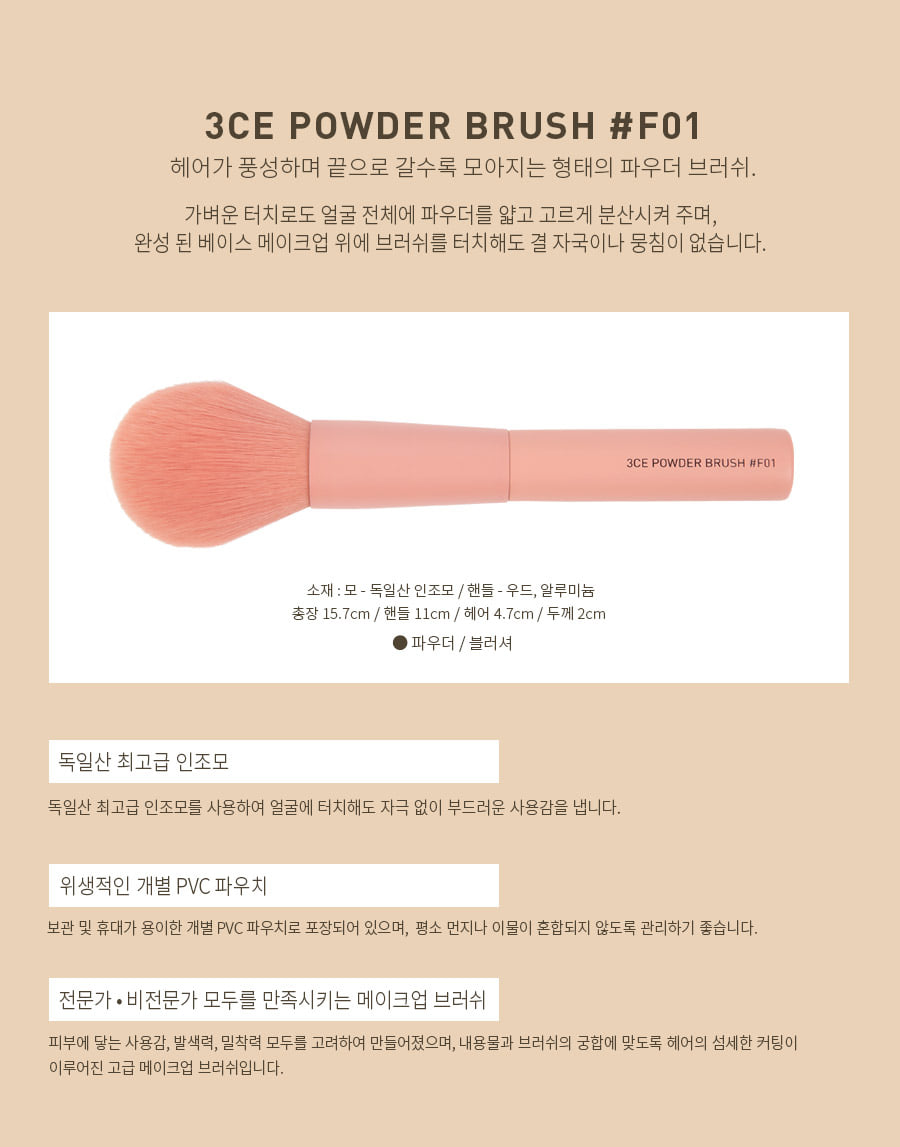 3CE POWDER BRUSH #F01
헤어가 풍성하며 끝으로 갈수록 모아지는 형태의 파우더 브러쉬.
가벼운 터치로도 얼굴 전체에 파우더를 얇고 고르게 분산시켜 주며,
완성 된 베이스 메이크업 위에 브러쉬를 터치해도 결 자국이나 뭉침이 없습니다.
3CE POWDER BRUSH #F01
소재 : 모 - 독일산 인조모 / 핸들 - 우드, 알루미늄
총장 15.7cm / 핸들 11cm / 헤어 4.7cm / 두께 2cm
● 파우더 / 블러셔
독일산 최고급 인조모
독일산 최고급 인조모를 사용하여 얼굴에 터치해도 자극 없이 부드러운 사용감을 냅니다.
위생적인 개별 PVC 파우치
보관 및 휴대가 용이한 개별 PVC 파우치로 포장되어 있으며, 평소 먼지나 이물이 혼합되지 않도록 관리하기 좋습니다.
전문가 • 비전문가 모두를 만족시키는 메이크업 브러쉬
피부에 닿는 사용감, 발색력, 밀착력 모두를 고려하여 만들어졌으며, 내용물과 브러쉬의 궁합에 맞도록 헤어의 섬세한 커팅이
이루어진 고급 메이크업 브러쉬입니다.